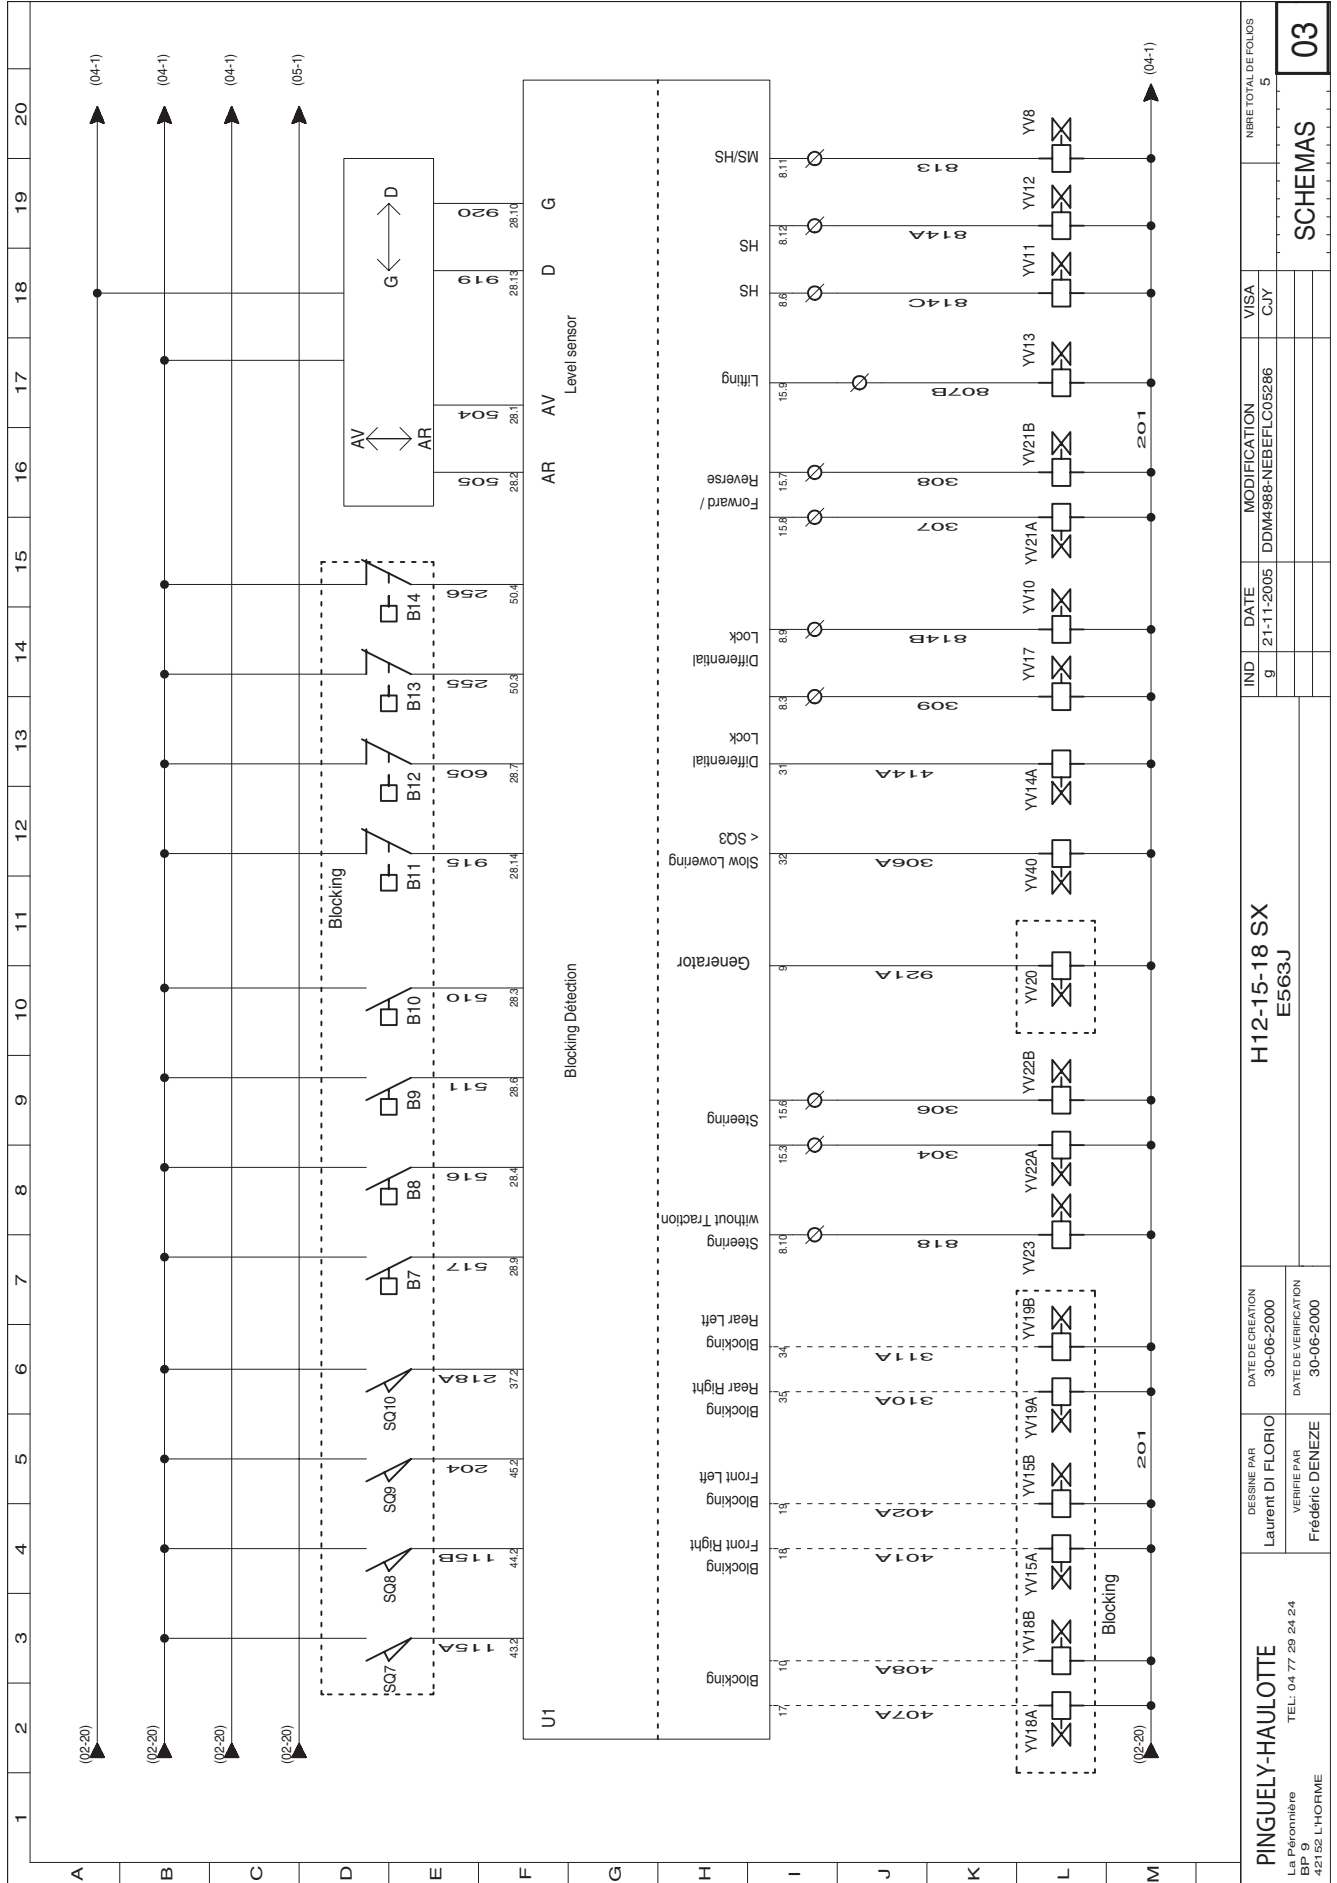 1 2 3 4 5 6 7 8 9 10 11 12 13 14 15 16 17 18 19 20
A
B
C
D
E
F
G
H
I
J
K
L
M
(02-20) (04-1)
(02-20) (04-1)
(02-20) (04-1)
(02-20) (05-1)
Blocking
SQ7 SQ8 SQ9 SQ10 B7 B8 B9 B10 B11 B12 B13 B14
AV AR G D
115A 115B 204 218A 517 516 511 510 915 605 255 256 505 504 919 920
43.2 44.2 45.2 37.2 28.9 28.4 28.6 28.3 28.14 28.7 50.3 50.4 28.2 28.1 28.13 28.10
U1
AR AV D G
Blocking Détection
Level sensor
Blocking
Blocking Front Right
Blocking Front Left
Blocking Rear Right
Blocking Rear Left
Steering without Traction
Steering
Generator
Slow Lowering < SQ3
Differential Lock
Differential Lock
Forward / Reverse
Lifting
HS
HS
MS/HS
17 10 18 19 35 34 8.10 15.3 15.6 9 32 31 8.3 8.9 15.8 15.7 15.9 8.6 8.12 8.11
407A 408A 401A 402A 310A 311A 818 304 306 921A 306A 414A 309 814B 307 308 807B 814C 814A 813
YV18A YV18B YV15A YV15B YV19A YV19B YV23 YV22A YV22B YV20 YV40 YV14A YV17 YV10 YV21A YV21B YV13 YV11 YV12 YV8
Blocking
(02-20) 201 201 (04-1)
PINGUELY-HAULOTTE
La Péronnière
BP 9
42152 L'HORME
TEL: 04 77 29 24 24
DESSINE PAR
Laurent DI FLORIO
VERIFIE PAR
Frédéric DENEZE
DATE DE CREATION
30-06-2000
DATE DE VERIFICATION
30-06-2000
H12-15-18 SX
E563J
IND DATE MODIFICATION VISA
g 21-11-2005 DDM4988-NEBEFLC05286 CJY
NBRE TOTAL DE FOLIOS
5
SCHEMAS
03